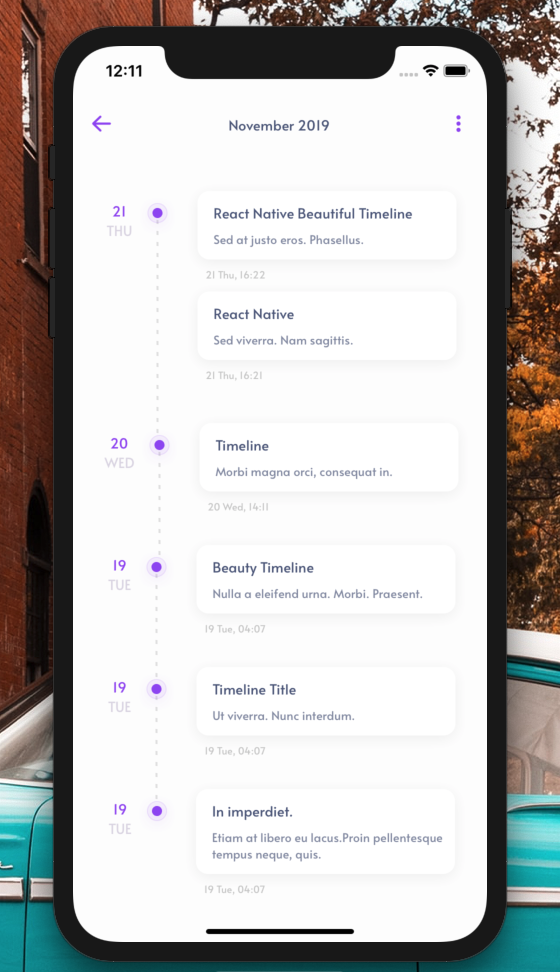 12:11
November 2019
21
THU
React Native Beautiful Timeline
Sed at justo eros. Phasellus.
21 Thu, 16:22
React Native
Sed viverra. Nam sagittis.
21 Thu, 16:21
20
WED
Timeline
Morbi magna orci, consequat in.
20 Wed, 14:11
19
TUE
Beauty Timeline
Nulla a eleifend urna. Morbi. Praesent.
19 Tue, 04:07
19
TUE
Timeline Title
Ut viverra. Nunc interdum.
19 Tue, 04:07
19
TUE
In imperdiet.
Etiam at libero eu lacus.Proin pellentesque
tempus neque, quis.
19 Tue, 04:07